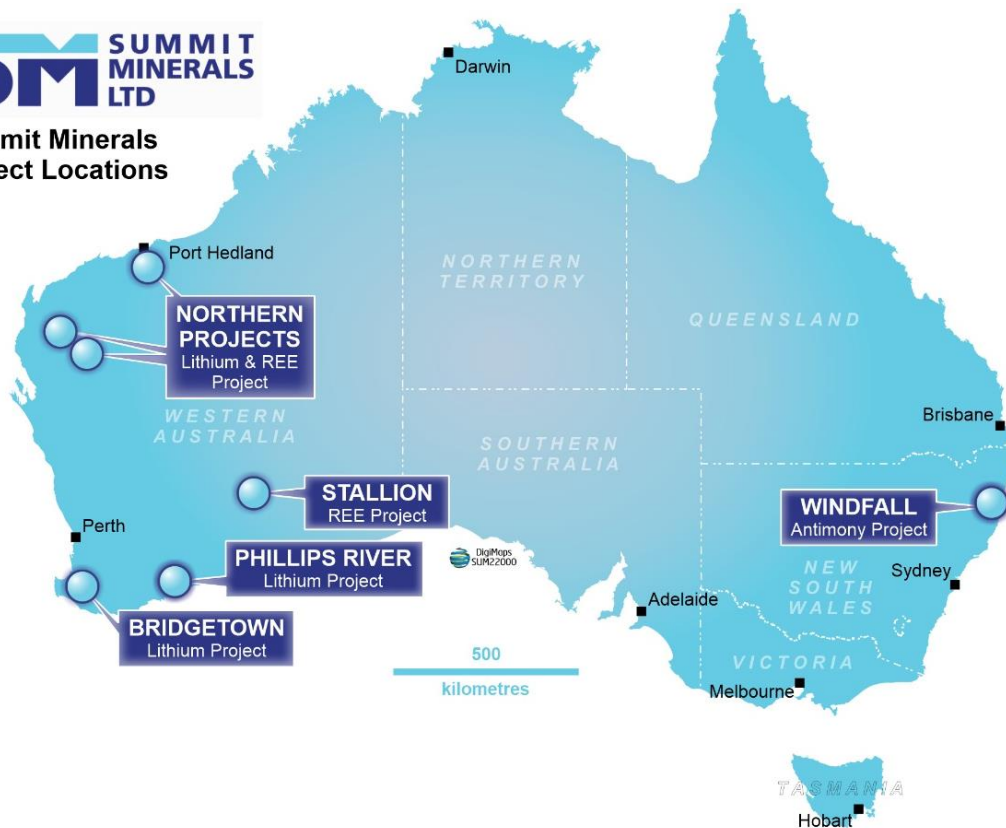 SUMMIT
MINERALS
LTD
mit Minerals
ect Locations
Darwin
Port Hedland
NORTHERN
PROJECTS
Lithium & REE
Project
NORTHERN
TERRITORY
QUEENSLAND
WESTERN
AUSTRALIA
SOUTHERN
AUSTRALIA
Brisbane
STALLION
REE Project
WINDFALL
Antimony Project
Perth
DigiMaps
SUM22000
PHILLIPS RIVER
Lithium Project
NEW
SOUTH
WALES
Sydney
Adelaide
BRIDGETOWN
Lithium Project
500
kilometres
VICTORIA
Melbourne
TASMANIA
Hobart